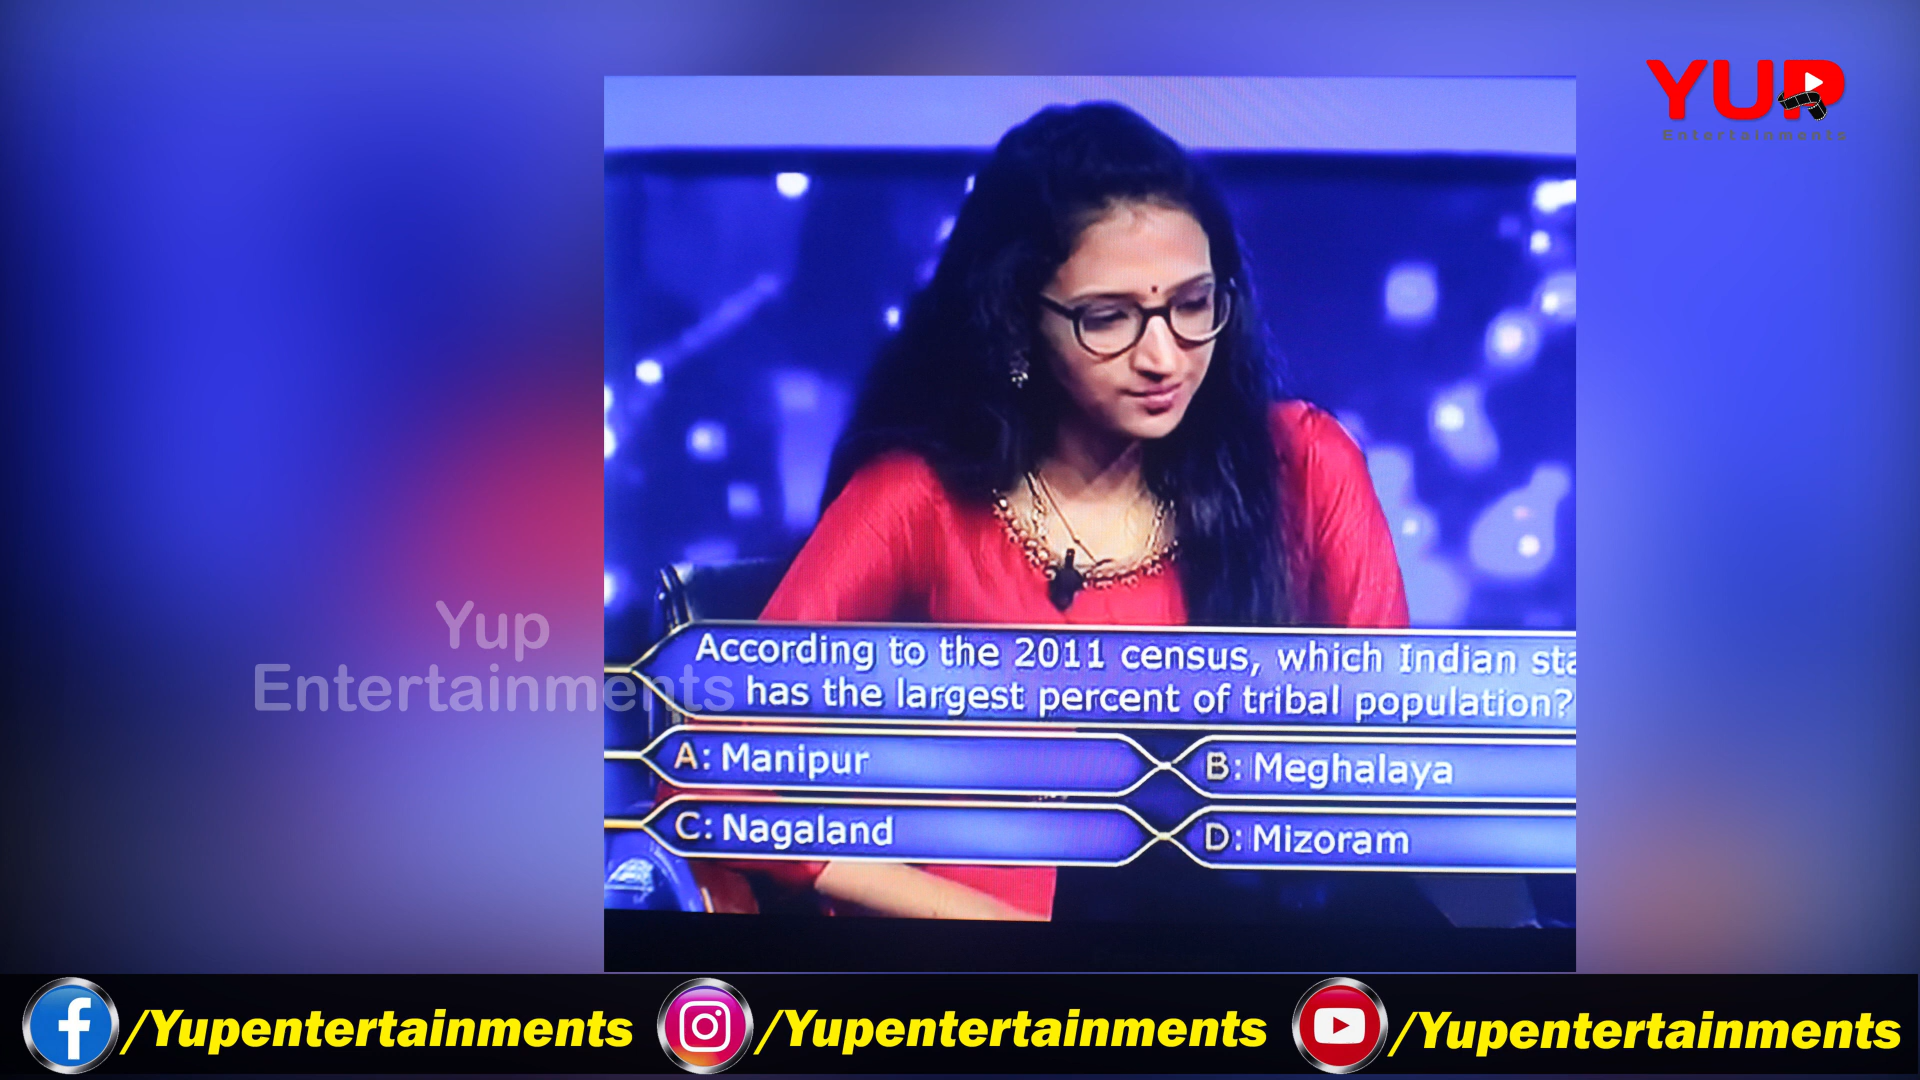 YUP
Entertainments
Yup
Entertainments
According to the 2011 census, which Indian sta
has the largest percent of tribal population?
A: Manipur
B: Meghalaya
C: Nagaland
D: Mizoram
/Yupentertainments
/Yupentertainments
/Yupentertainments